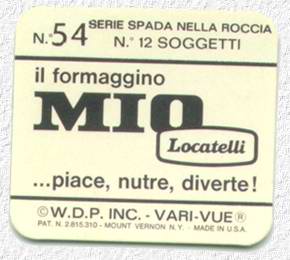 N.° 54 SERIE SPADA NELLA ROCCIA
N.° 12 SOGGETTI
il formaggino
MIO
Locatelli
...piace, nutre, diverte!
©W.D.P. INC. - VARI-VUE®
PAT. N. 2.815.310 - MOUNT VERNON N.Y. - MADE IN U.S.A.